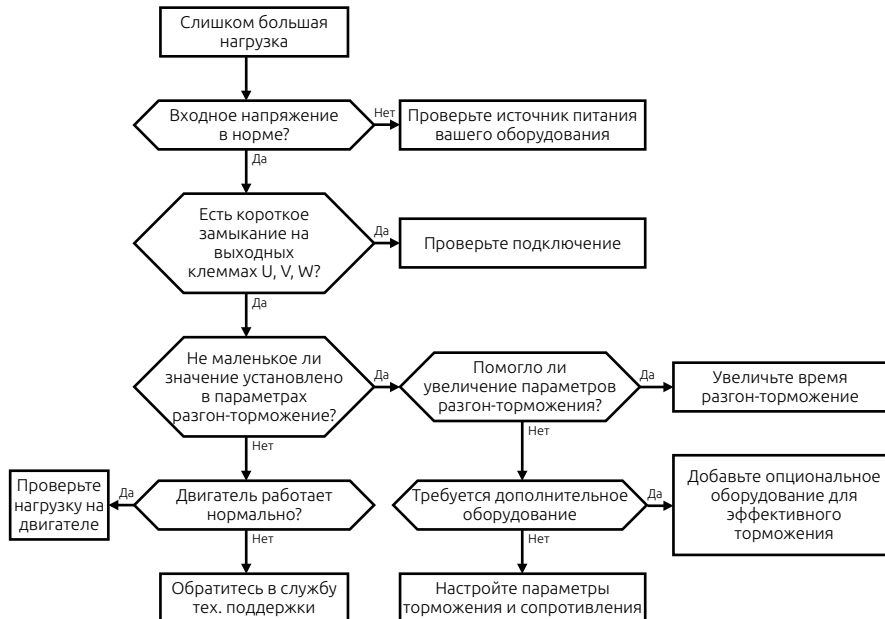 Слишком большая
нагрузка
Входное напряжение
в норме?
Нет
Проверьте источник питания
вашего оборудования
Да
Есть короткое
замыкание на
выходных
клеммах U, V, W?
Да
Проверьте подключение
Да
Не маленькое ли
значение установлено
в параметрах
разгон-торможение?
Да
Помогло ли
увеличение параметров
разгон-торможения?
Да
Увеличьте время
разгон-торможение
Нет
Нет
Проверьте
нагрузку на
двигателе
Да
Двигатель работает
нормально?
Требуется дополнительное
оборудование
Да
Добавьте опциональное
оборудование для
эффективного
торможения
Нет
Нет
Обратитесь в службу
тех. поддержки
Настройте параметры
торможения и сопротивления